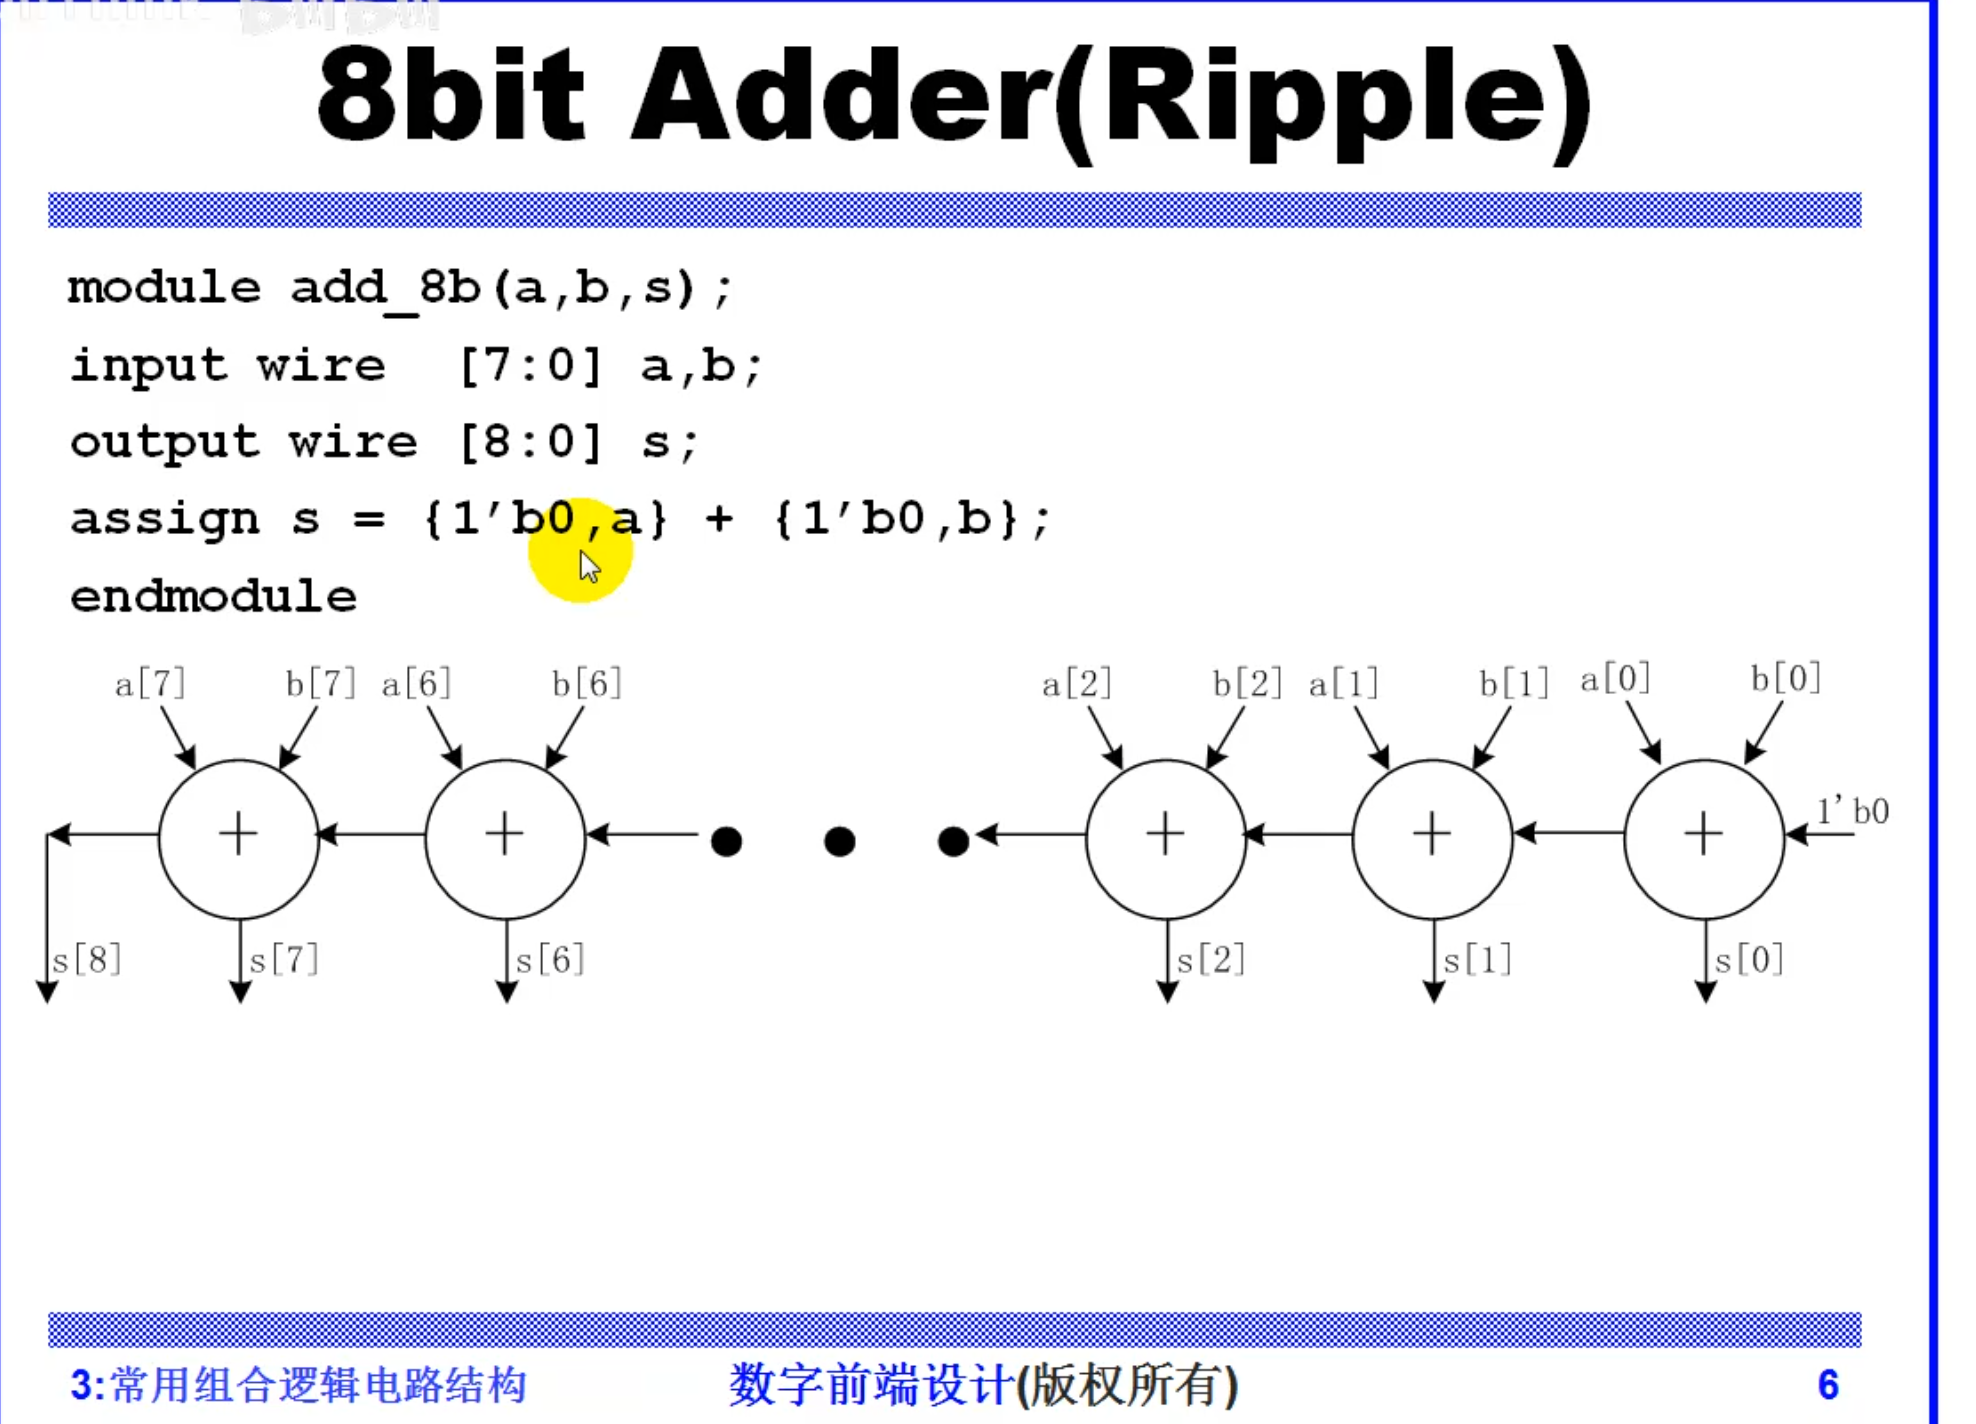 8bit Adder(Ripple)
module add_8b(a,b,s);
input wire  [7:0] a,b;
output wire [8:0] s;
assign s = {1’b0,a} + {1’b0,b};
endmodule
a[7] b[7] a[6] b[6] a[2] b[2] a[1] b[1] a[0] b[0]
+ + + + + 1’b0
s[8] s[7] s[6] s[2] s[1] s[0]
3:常用组合逻辑电路结构 数字前端设计(版权所有) 6